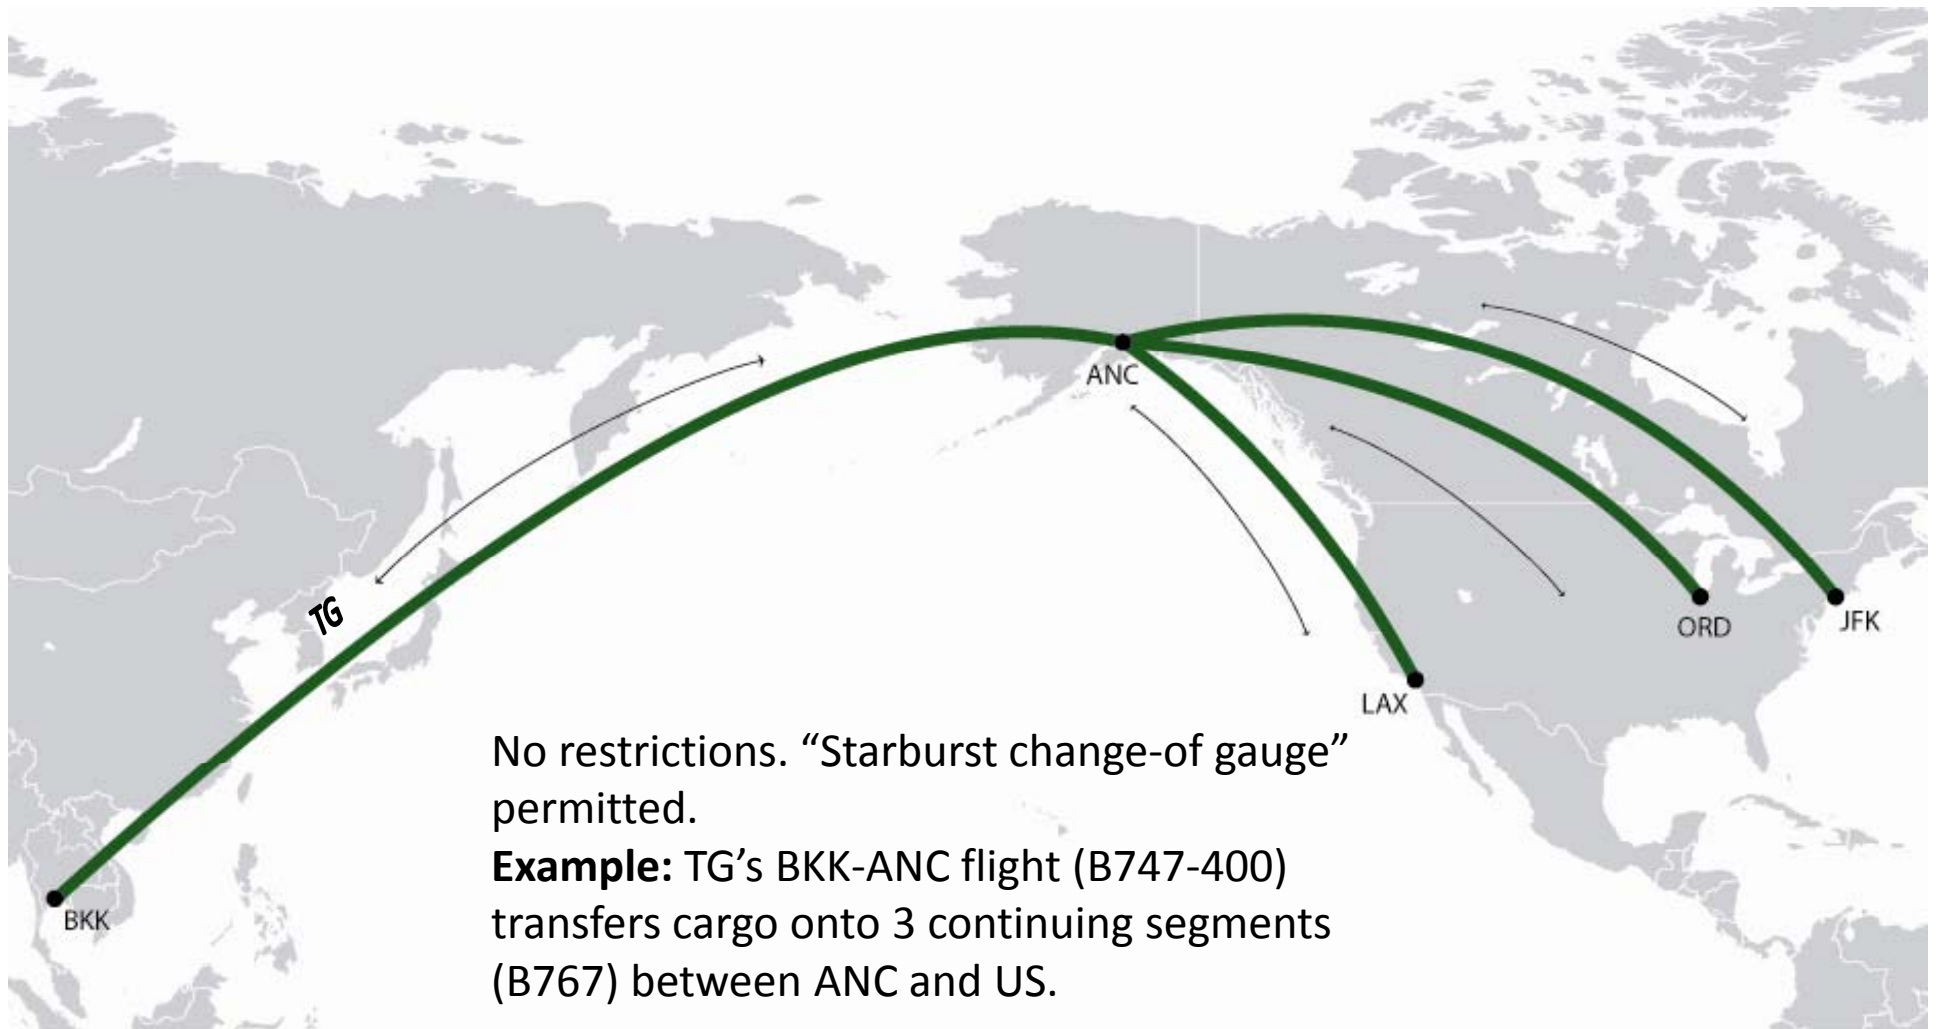 ANC
TG
ORD
JFK
LAX
No restrictions. “Starburst change-of gauge”
permitted.
Example: TG’s BKK-ANC flight (B747-400)
transfers cargo onto 3 continuing segments
(B767) between ANC and US.
BKK